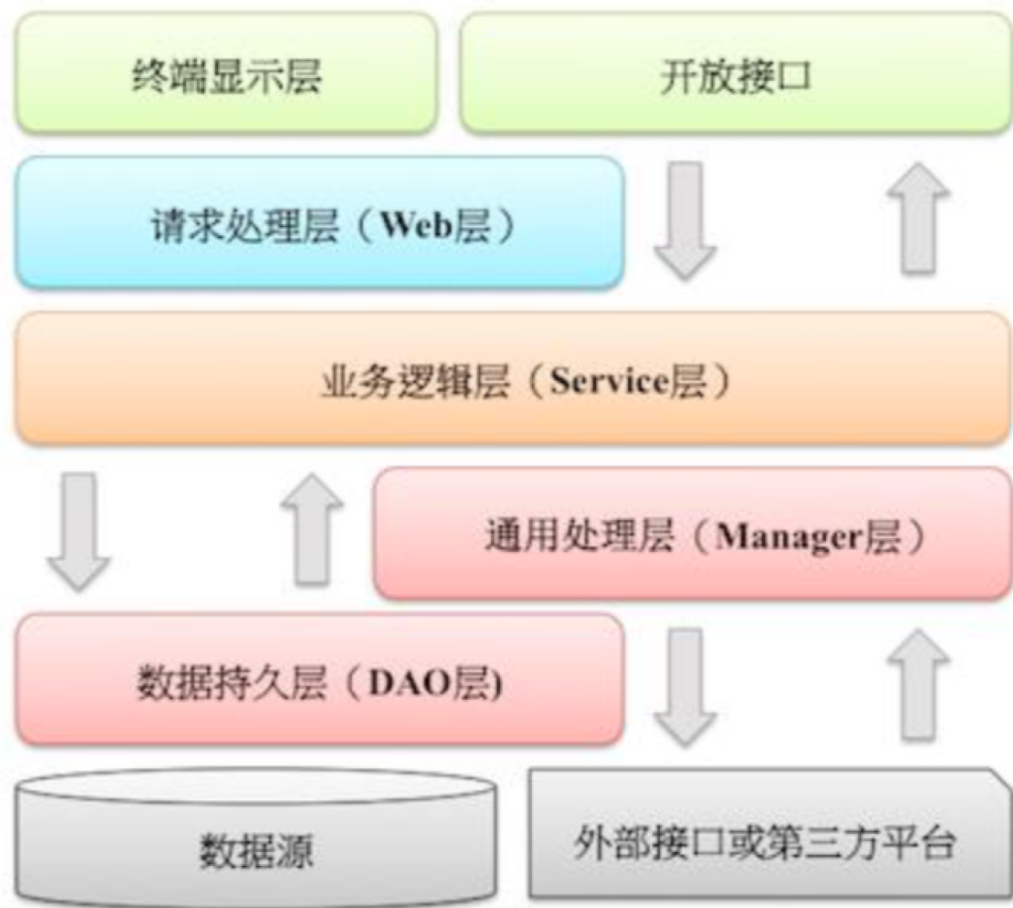 终端显示层
开放接口
请求处理层（Web层）
业务逻辑层（Service层）
通用处理层（Manager层）
数据持久层（DAO层)
数据源
外部接口或第三方平台